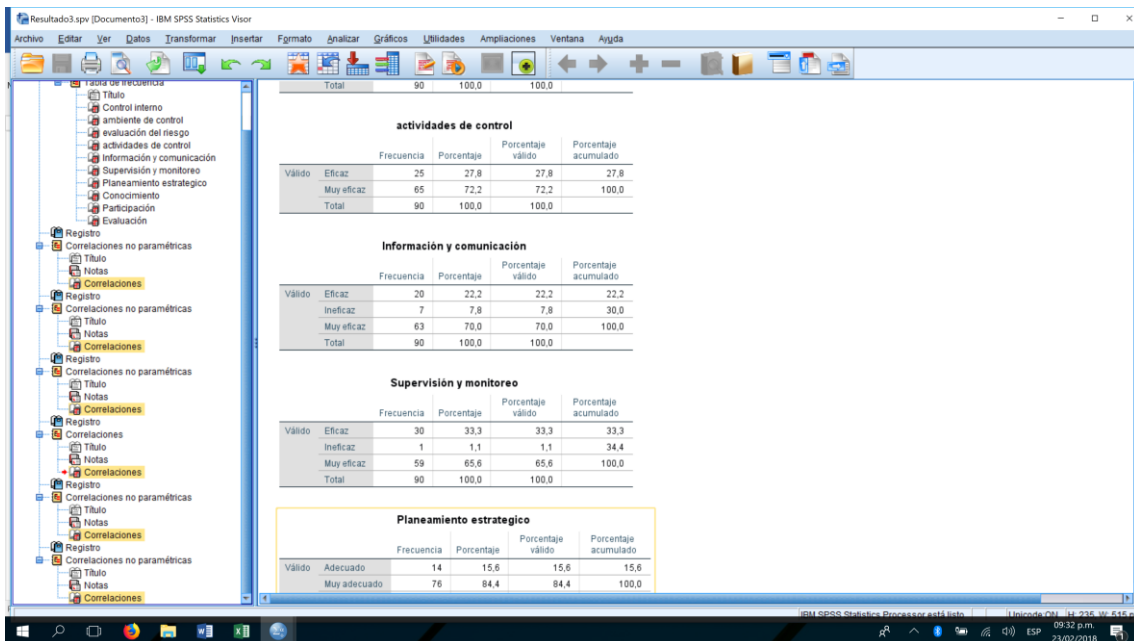 Resultado3.spv [Documento3] - IBM SPSS Statistics Visor
Archivo Editar Ver Datos Transformar Insertar Formato Analizar Gráficos Utilidades Ampliaciones Ventana Ayuda
Tabla de frecuencia
Título
Control interno
ambiente de control
evaluación del riesgo
actividades de control
Información y comunicación
Supervisión y monitoreo
Planeamiento estrategico
Conocimiento
Participación
Evaluación
Registro
Correlaciones no paramétricas
Título
Notas
Correlaciones
Registro
Correlaciones no paramétricas
Título
Notas
Correlaciones
Registro
Correlaciones no paramétricas
Título
Notas
Correlaciones
Registro
Correlaciones
Título
Notas
Correlaciones
Registro
Correlaciones no paramétricas
Título
Notas
Correlaciones
Registro
Correlaciones no paramétricas
Título
Notas
Correlaciones
Total 90 100,0 100,0
actividades de control
Frecuencia Porcentaje Porcentaje válido Porcentaje acumulado
Válido Eficaz 25 27,8 27,8 27,8
Muy eficaz 65 72,2 72,2 100,0
Total 90 100,0 100,0
Información y comunicación
Frecuencia Porcentaje Porcentaje válido Porcentaje acumulado
Válido Eficaz 20 22,2 22,2 22,2
Ineficaz 7 7,8 7,8 30,0
Muy eficaz 63 70,0 70,0 100,0
Total 90 100,0 100,0
Supervisión y monitoreo
Frecuencia Porcentaje Porcentaje válido Porcentaje acumulado
Válido Eficaz 30 33,3 33,3 33,3
Ineficaz 1 1,1 1,1 34,4
Muy eficaz 59 65,6 65,6 100,0
Total 90 100,0 100,0
Planeamiento estrategico
Frecuencia Porcentaje Porcentaje válido Porcentaje acumulado
Válido Adecuado 14 15,6 15,6 15,6
Muy adecuado 76 84,4 84,4 100,0
IBM SPSS Statistics Processor está listo Unicode:ON H: 235, W: 515 p
ESP 09:32 p.m.
23/02/2018